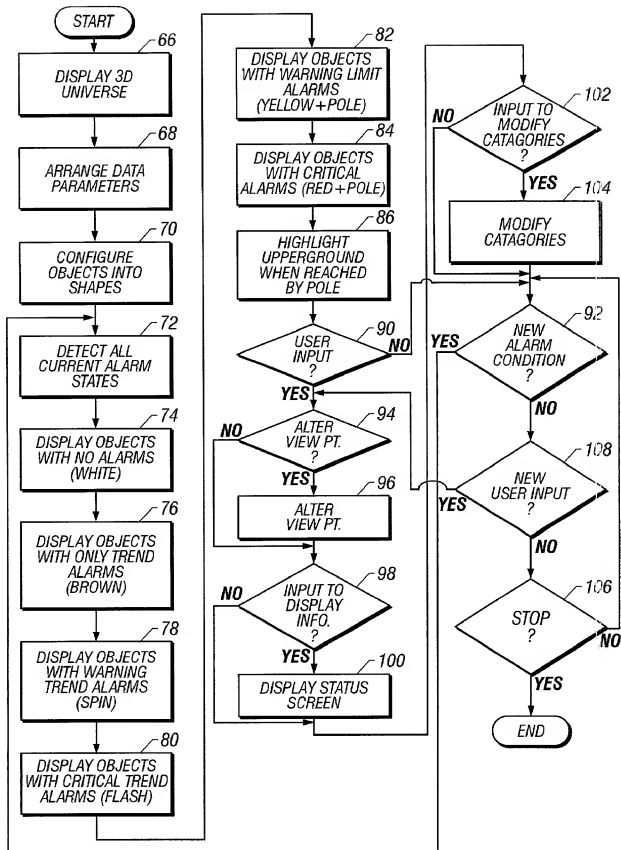 START
66
DISPLAY 3D
UNIVERSE
68
ARRANGE DATA
PARAMETERS
70
CONFIGURE
OBJECTS INTO
SHAPES
72
DETECT ALL
CURRENT ALARM
STATES
74
DISPLAY OBJECTS
WITH NO ALARMS
(WHITE)
76
DISPLAY OBJECTS
WITH ONLY TREND
ALARMS
(BROWN)
78
DISPLAY OBJECTS
WITH WARNING
TREND ALARMS
(SPIN)
80
DISPLAY OBJECTS
WITH CRITICAL TREND
ALARMS (FLASH)
82
DISPLAY OBJECTS
WITH WARNING LIMIT
ALARMS
(YELLOW+POLE)
84
DISPLAY OBJECTS
WITH CRITICAL
ALARMS (RED+POLE)
86
HIGHLIGHT
UPPERGROUND
WHEN REACHED
BY POLE
90
USER
INPUT
?
NO
YES
94
ALTER
VIEW PT.
?
NO
YES
96
ALTER
VIEW PT.
98
INPUT TO
DISPLAY
INFO.
?
NO
YES
100
DISPLAY STATUS
SCREEN
102
INPUT TO
MODIFY
CATAGORIES
?
NO
YES
104
MODIFY
CATAGORIES
92
NEW
ALARM
CONDITION
?
YES
NO
108
NEW
USER INPUT
?
YES
NO
106
STOP
?
NO
YES
END